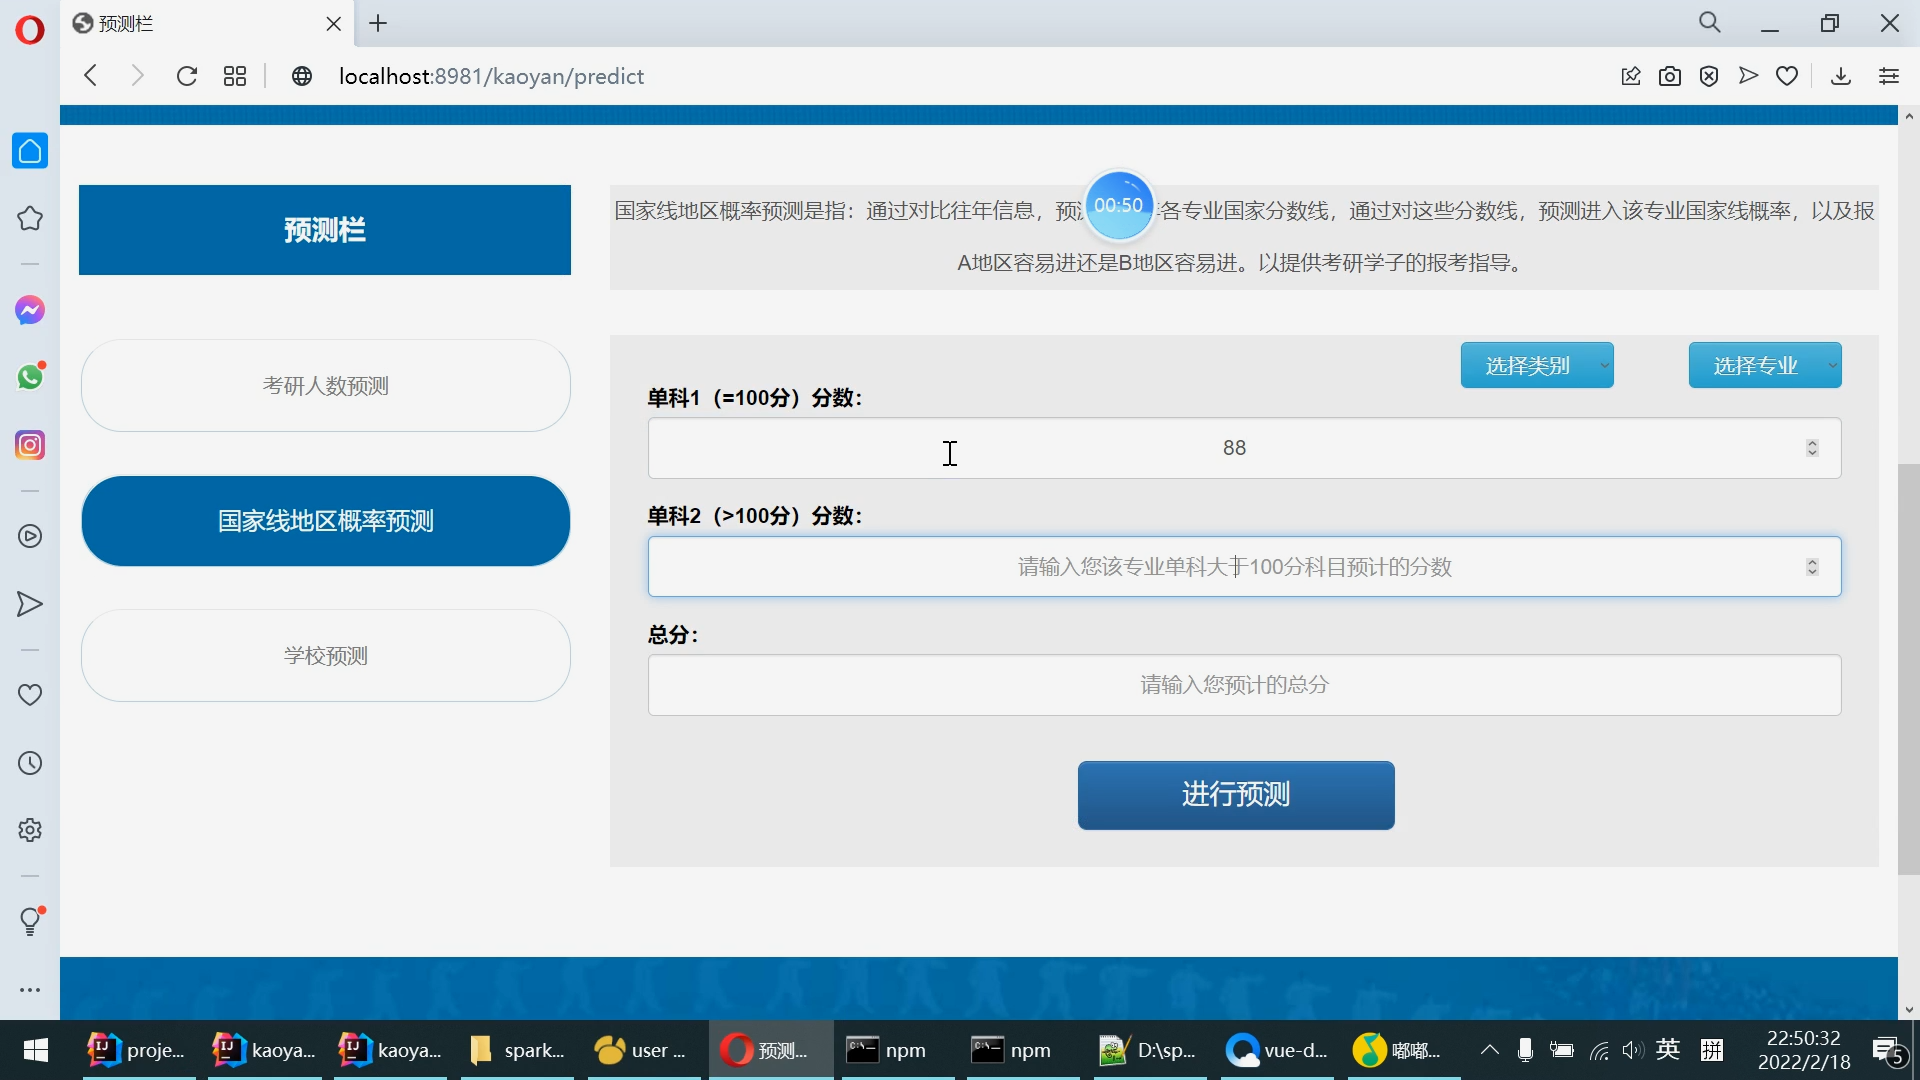 预测栏
localhost:8981/kaoyan/predict
预测栏
国家线地区概率预测是指：通过对比往年信息，预 00:50 各专业国家分数线，通过对这些分数线，预测进入该专业国家线概率，以及报
A地区容易进还是B地区容易进。以提供考研学子的报考指导。
考研人数预测
国家线地区概率预测
学校预测
选择类别
选择专业
单科1（=100分）分数：
88
单科2（>100分）分数：
请输入您该专业单科大于100分科目预计的分数
总分：
请输入您预计的总分
进行预测
proje...
kaoya...
kaoya...
spark...
user ...
预测...
npm
npm
D:\sp...
vue-d...
嘟嘟...
英
拼
22:50:32
2022/2/18
5